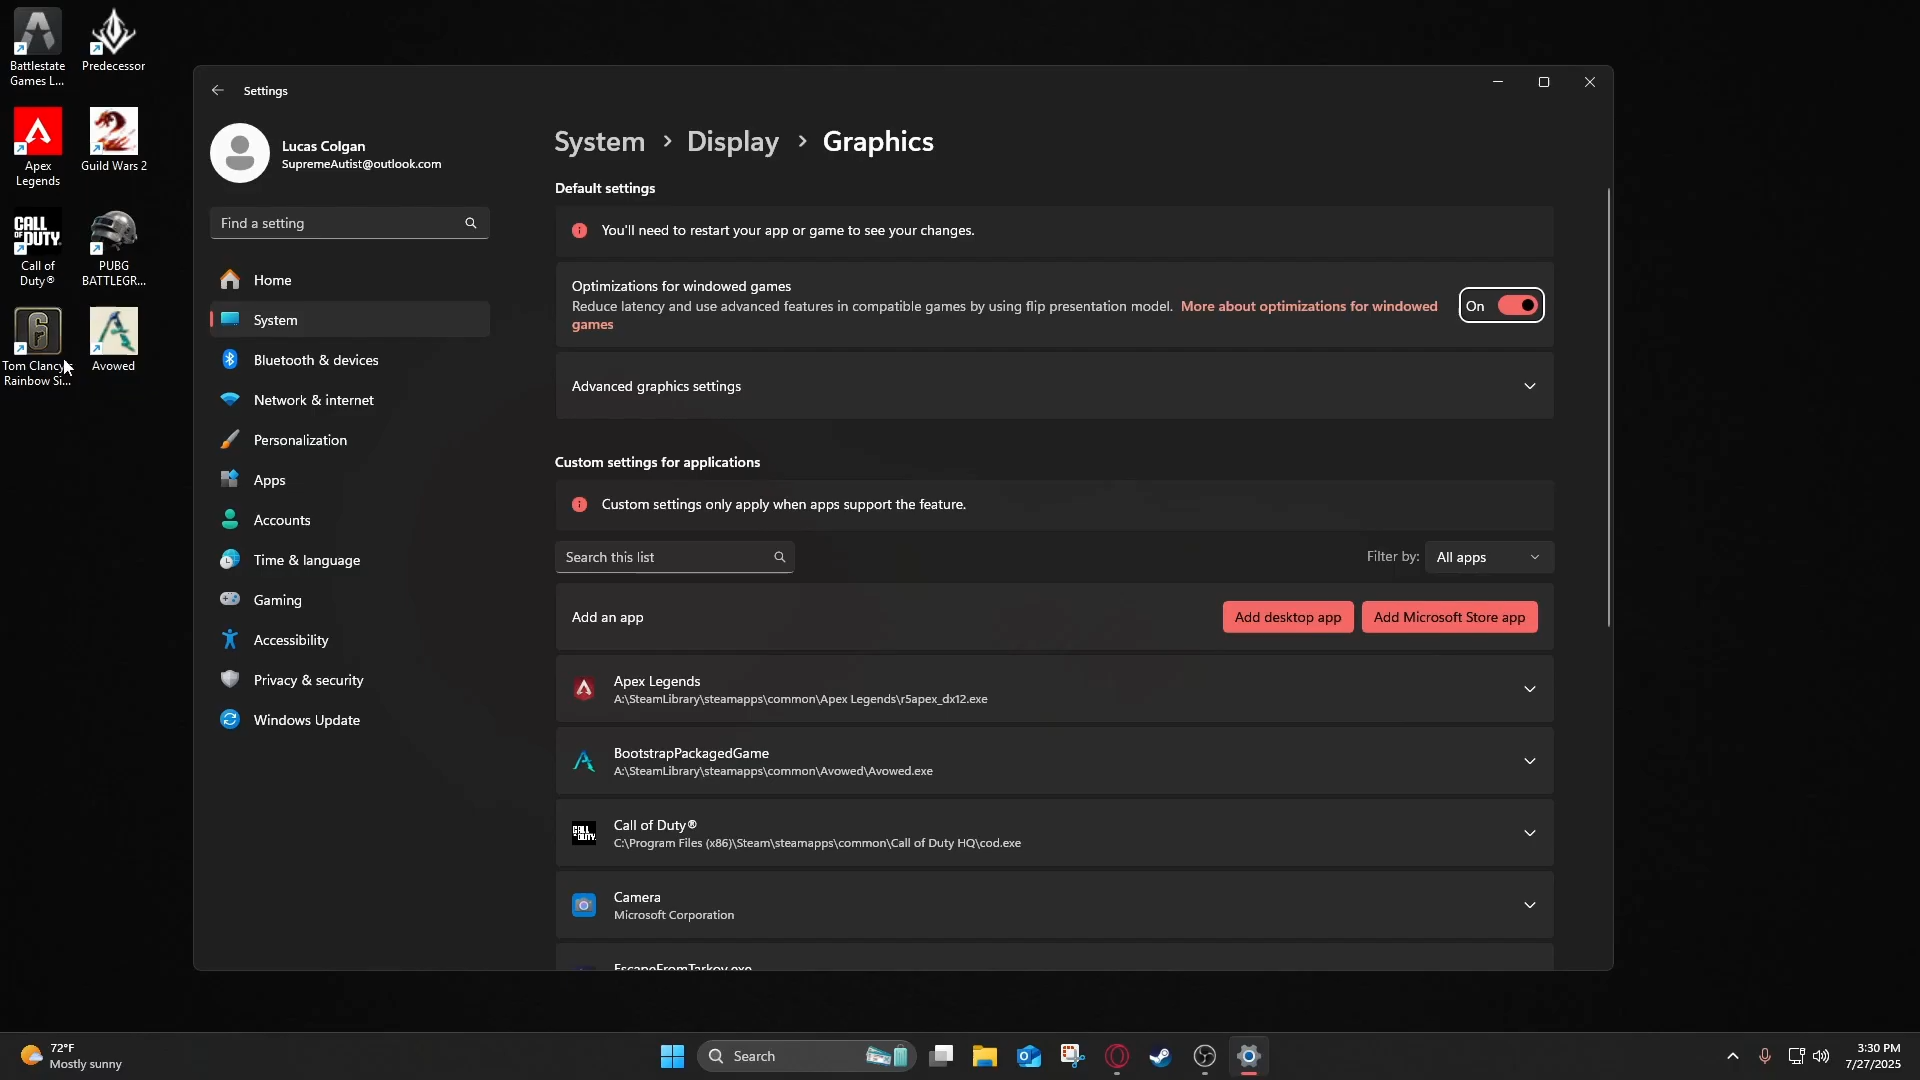 Battlestate
Games L...
Predecessor
Apex
Legends
Guild Wars 2
CALL
OF DUTY
Call of
Duty®
PUBG
BATTLEGR...
6
Tom Clancy's
Rainbow Si...
Avowed
Settings
Lucas Colgan
SupremeAutist@outlook.com
Find a setting
Home
System
Bluetooth & devices
Network & internet
Personalization
Apps
Accounts
Time & language
Gaming
Accessibility
Privacy & security
Windows Update
System > Display > Graphics
Default settings
You'll need to restart your app or game to see your changes.
Optimizations for windowed games
Reduce latency and use advanced features in compatible games by using flip presentation model. More about optimizations for windowed
games
On
Advanced graphics settings
Custom settings for applications
Custom settings only apply when apps support the feature.
Search this list
Filter by:
All apps
Add an app
Add desktop app
Add Microsoft Store app
Apex Legends
A:\SteamLibrary\steamapps\common\Apex Legends\r5apex_dx12.exe
BootstrapPackagedGame
A:\SteamLibrary\steamapps\common\Avowed\Avowed.exe
CALL
OF DUTY
Call of Duty®
C:\Program Files (x86)\Steam\steamapps\common\Call of Duty HQ\cod.exe
Camera
Microsoft Corporation
EscapeFromTarkov.exe
72°F
Mostly sunny
Search
3:30 PM
7/27/2025